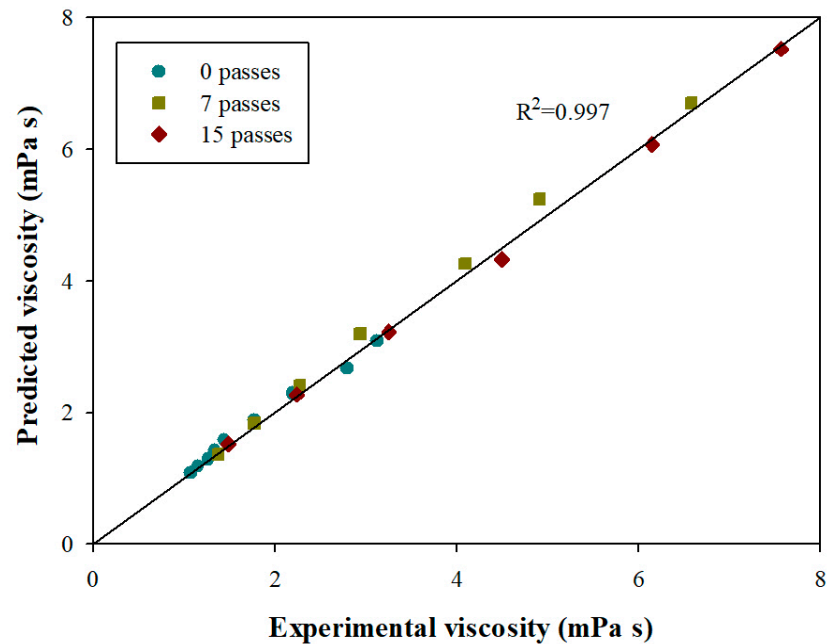 8
0 passes
7 passes
15 passes
R²=0.997
6
4
2
0
Predicted viscosity (mPa s)
0 2 4 6 8
Experimental viscosity (mPa s)